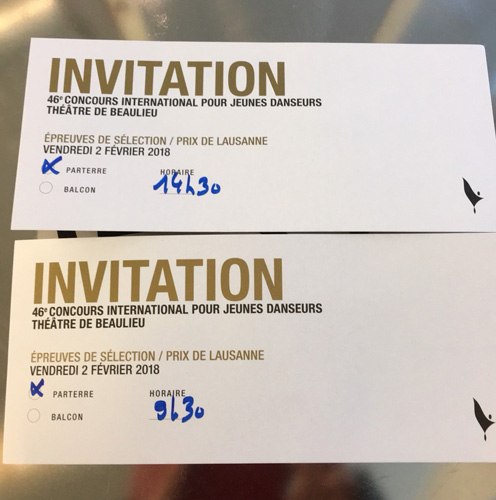 INVITATION
46e CONCOURS INTERNATIONAL POUR JEUNES DANSEURS
THÉÂTRE DE BEAULIEU
ÉPREUVES DE SÉLECTION / PRIX DE LAUSANNE
VENDREDI 2 FÉVRIER 2018
PARTERRE HORAIRE
BALCON 14h30
INVITATION
46e CONCOURS INTERNATIONAL POUR JEUNES DANSEURS
THÉÂTRE DE BEAULIEU
ÉPREUVES DE SÉLECTION / PRIX DE LAUSANNE
VENDREDI 2 FÉVRIER 2018
PARTERRE HORAIRE
BALCON 9h30